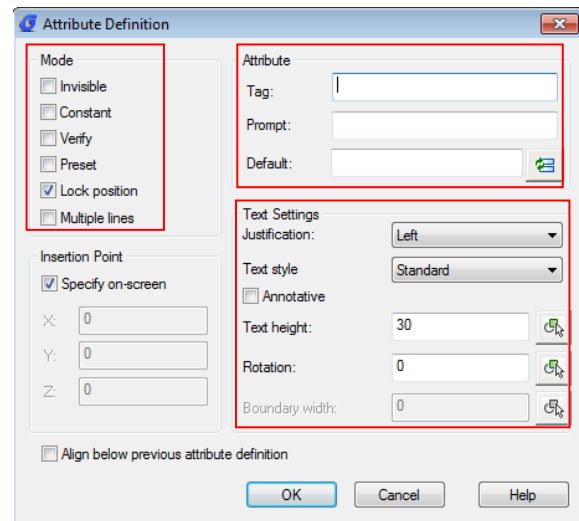 Attribute Definition
Mode
Invisible
Constant
Verify
Preset
Lock position
Multiple lines
Attribute
Tag:
Prompt:
Default:
Text Settings
Justification: Left
Text style Standard
Annotative
Text height: 30
Rotation: 0
Boundary width: 0
Insertion Point
Specify on-screen
X: 0
Y: 0
Z: 0
Align below previous attribute definition
OK Cancel Help